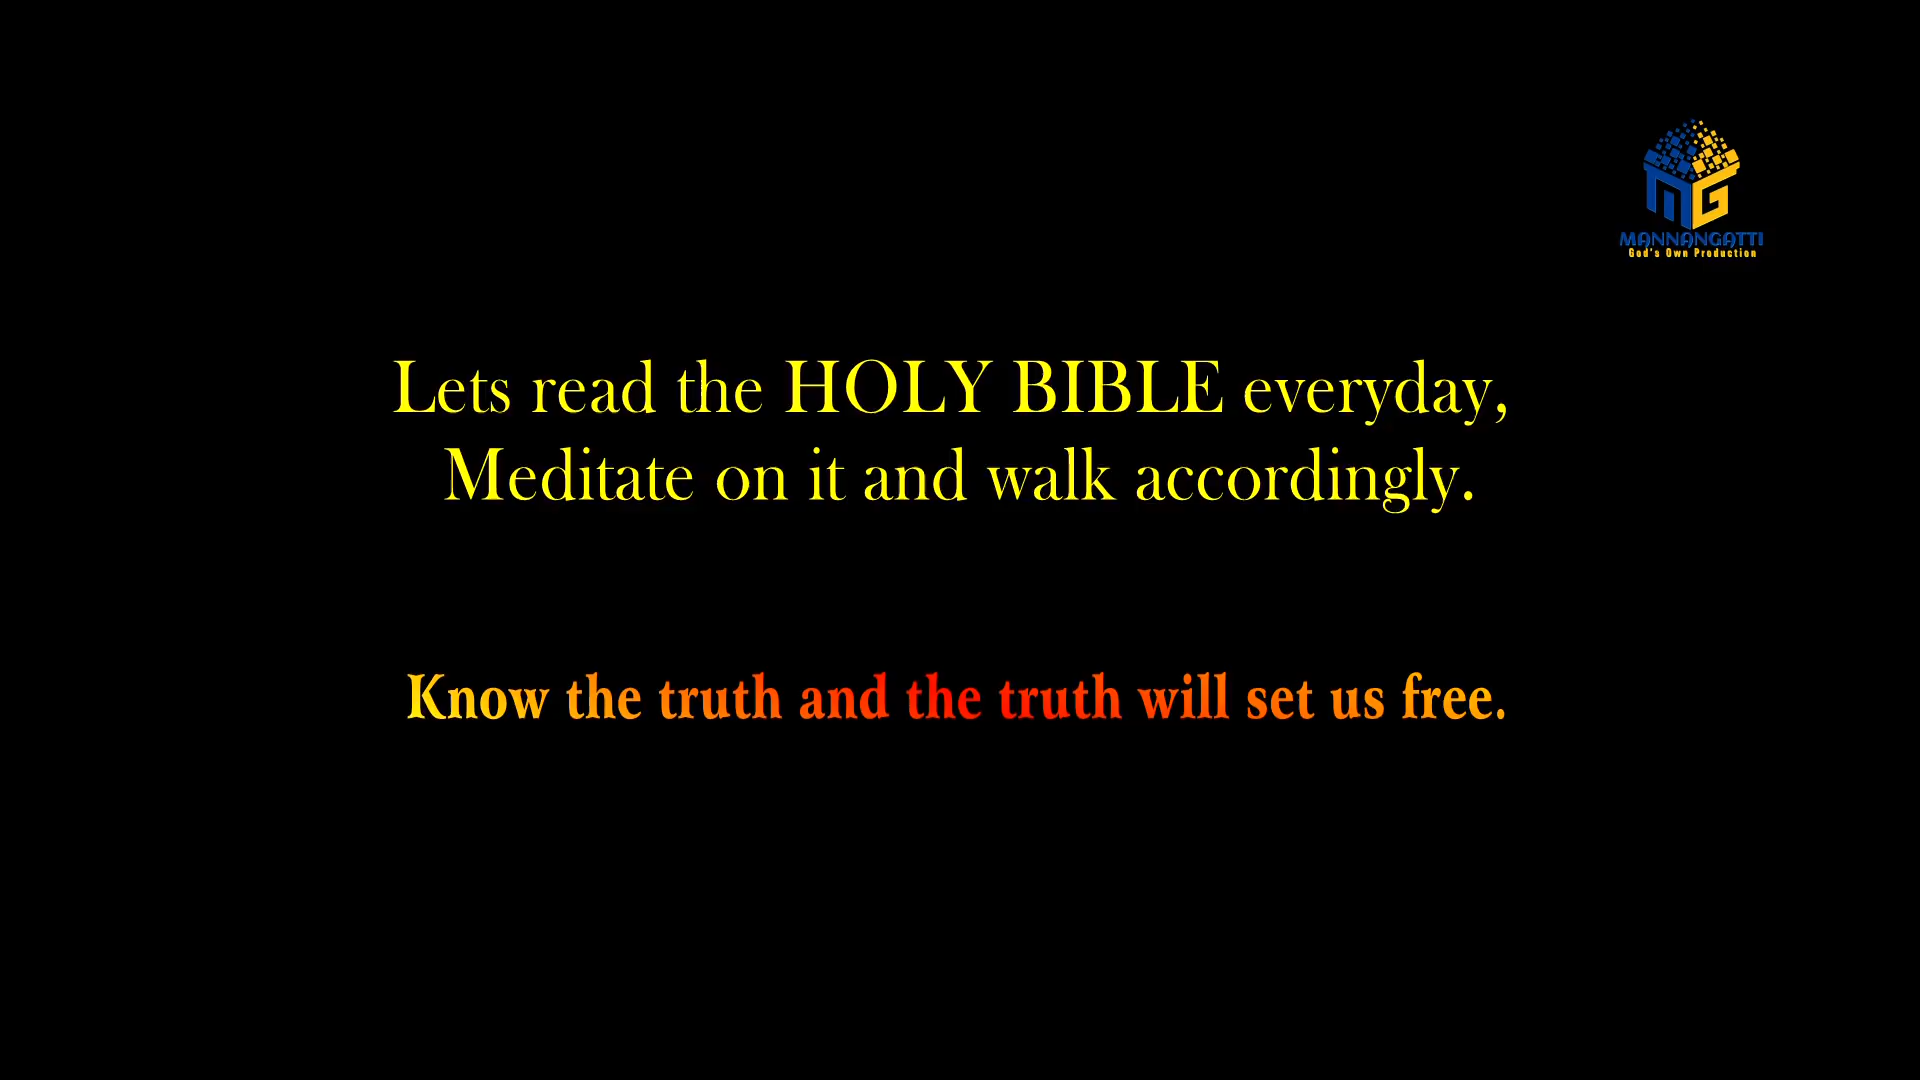 MG
MANNANGATTI
God's Own Production
Lets read the HOLY BIBLE everyday,
Meditate on it and walk accordingly.
Know the truth and the truth will set us free.